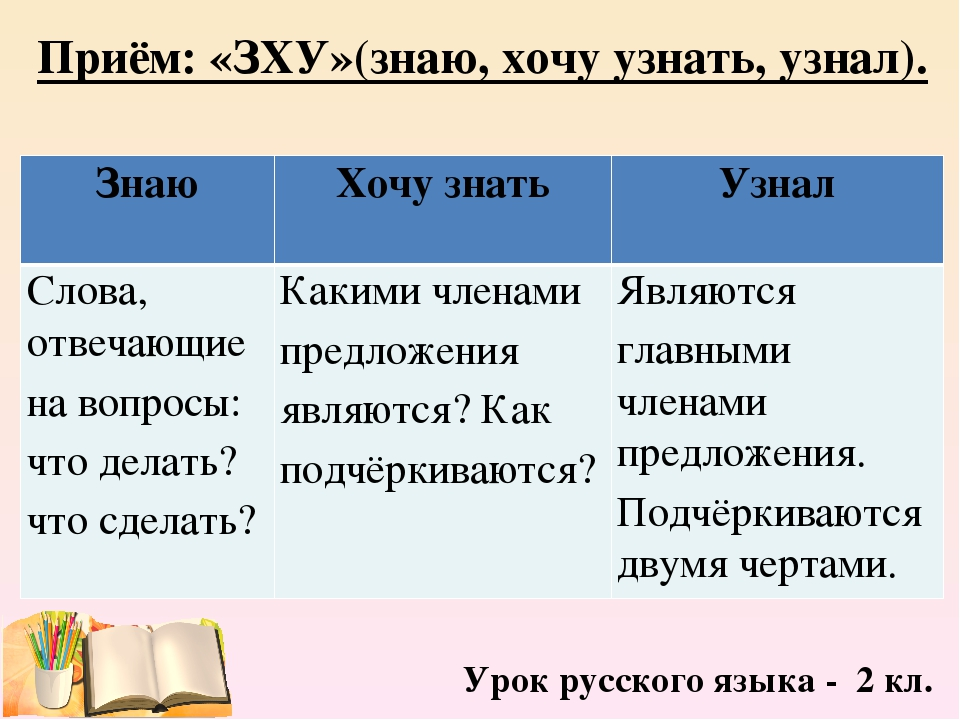 Приём: «ЗХУ»(знаю, хочу узнать, узнал).
Знаю
Хочу знать
Узнал
Слова,
отвечающие
на вопросы:
что делать?
что сделать?
Какими членами
предложения
являются? Как
подчёркиваются?
Являются
главными
членами
предложения.
Подчёркиваются
двумя чертами.
Урок русского языка - 2 кл.